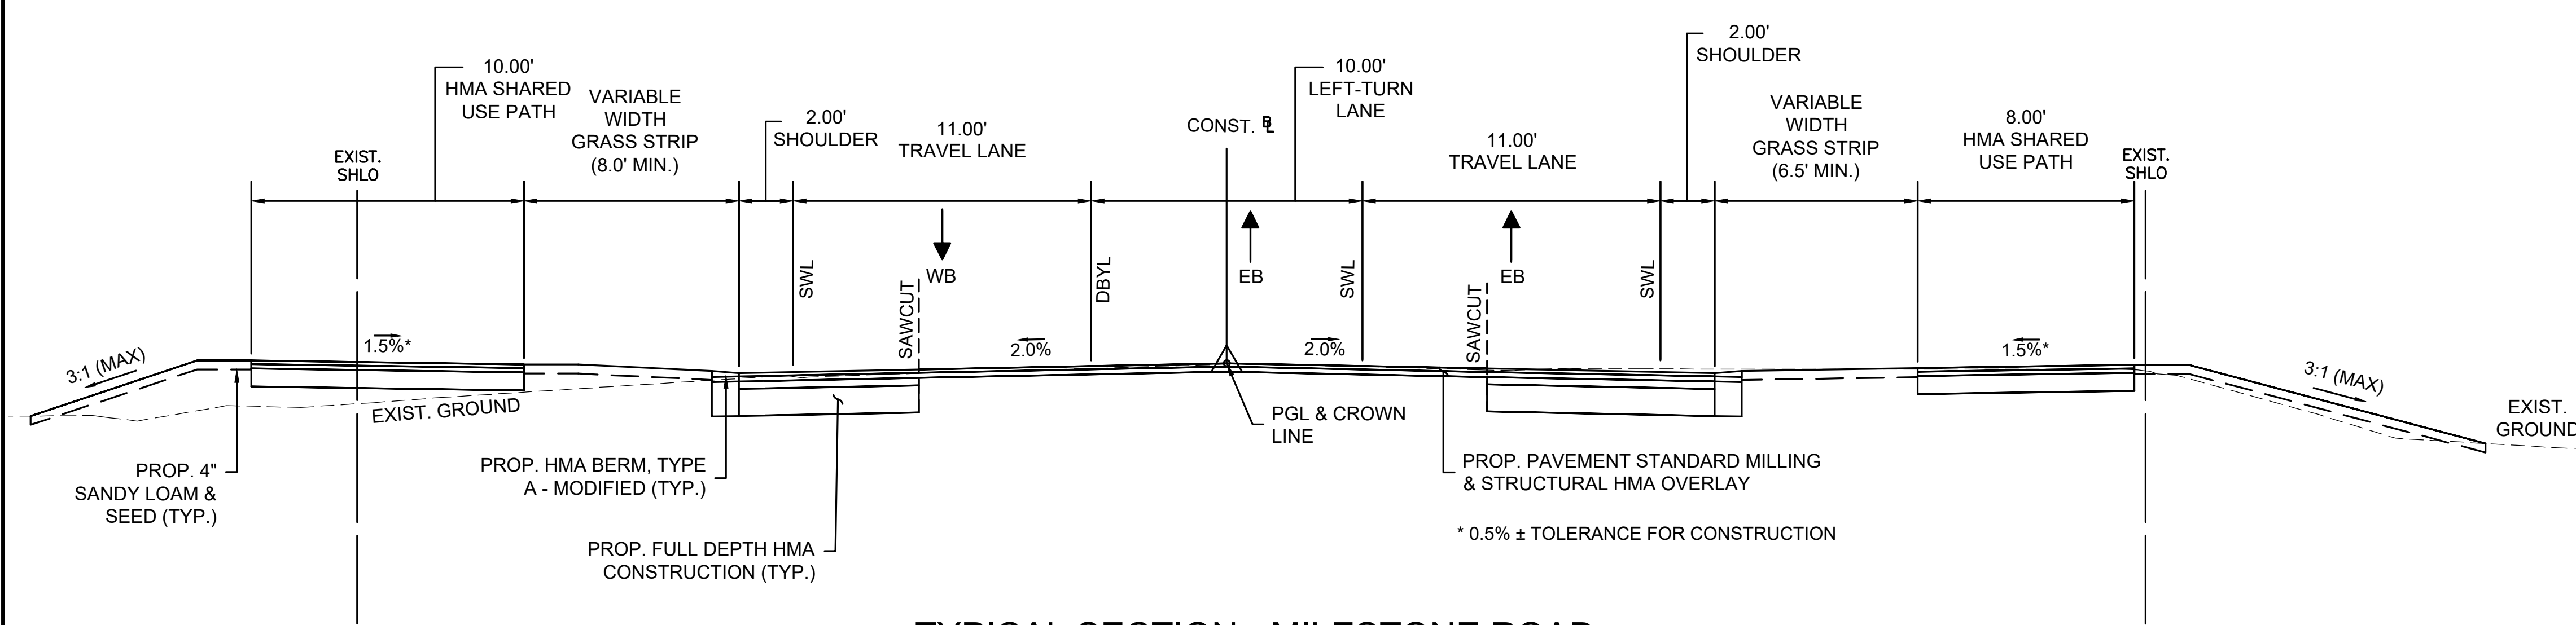 2.00'
SHOULDER
10.00'
HMA SHARED
USE PATH
VARIABLE
WIDTH
GRASS STRIP
(8.0' MIN.)
2.00'
SHOULDER
11.00'
TRAVEL LANE
CONST. BL
10.00'
LEFT-TURN
LANE
11.00'
TRAVEL LANE
VARIABLE
WIDTH
GRASS STRIP
(6.5' MIN.)
8.00'
HMA SHARED
USE PATH
EXIST.
SHLO
EXIST.
SHLO
SWL
SAWCUT
WB
DBYL
EB
SWL
SAWCUT
EB
SWL
3:1 (MAX)
1.5%*
2.0%
2.0%
1.5%*
3:1 (MAX)
EXIST. GROUND
PGL & CROWN
LINE
EXIST.
GROUND
PROP. 4"
SANDY LOAM &
SEED (TYP.)
PROP. HMA BERM, TYPE
A - MODIFIED (TYP.)
PROP. PAVEMENT STANDARD MILLING
& STRUCTURAL HMA OVERLAY
* 0.5% ± TOLERANCE FOR CONSTRUCTION
PROP. FULL DEPTH HMA
CONSTRUCTION (TYP.)
TYPICAL SECTION - MILESTONE ROAD